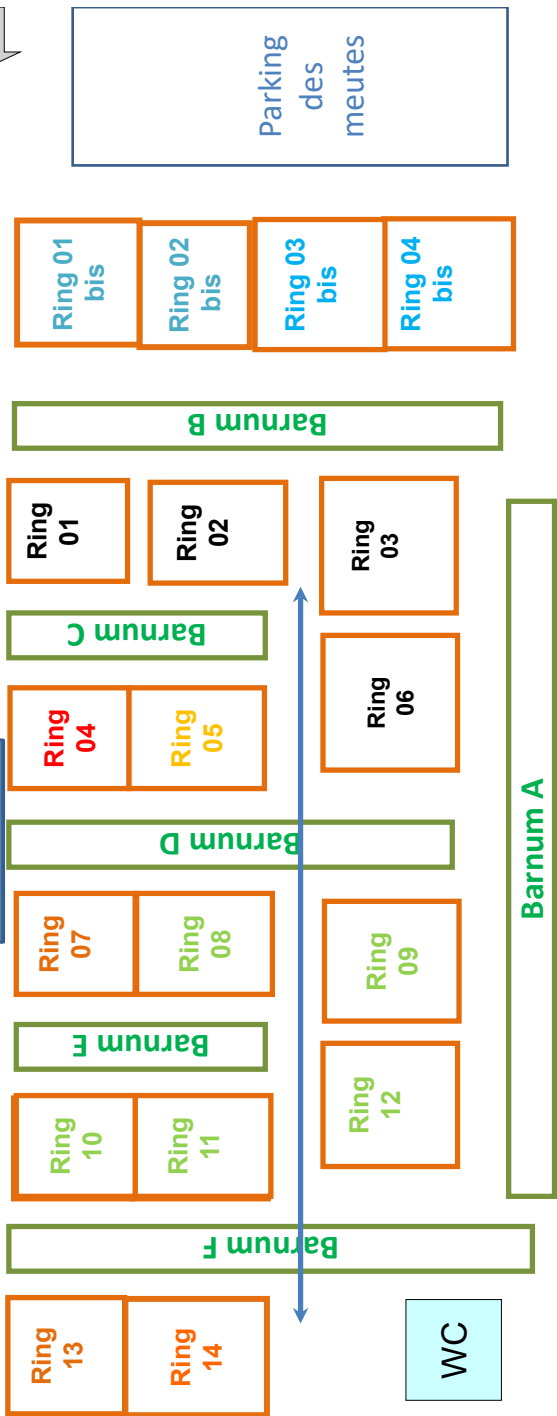 Parking
des
meutes
Ring 01
bis
Ring 02
bis
Ring 03
bis
Ring 04
bis
Barnum B
Ring
01
Ring
02
Ring
03
Barnum C
Ring
04
Ring
05
Ring
06
Barnum D
Barnum A
Ring
07
Ring
08
Ring
09
Barnum E
Ring
10
Ring
11
Ring
12
Barnum F
Ring
13
Ring
14
WC